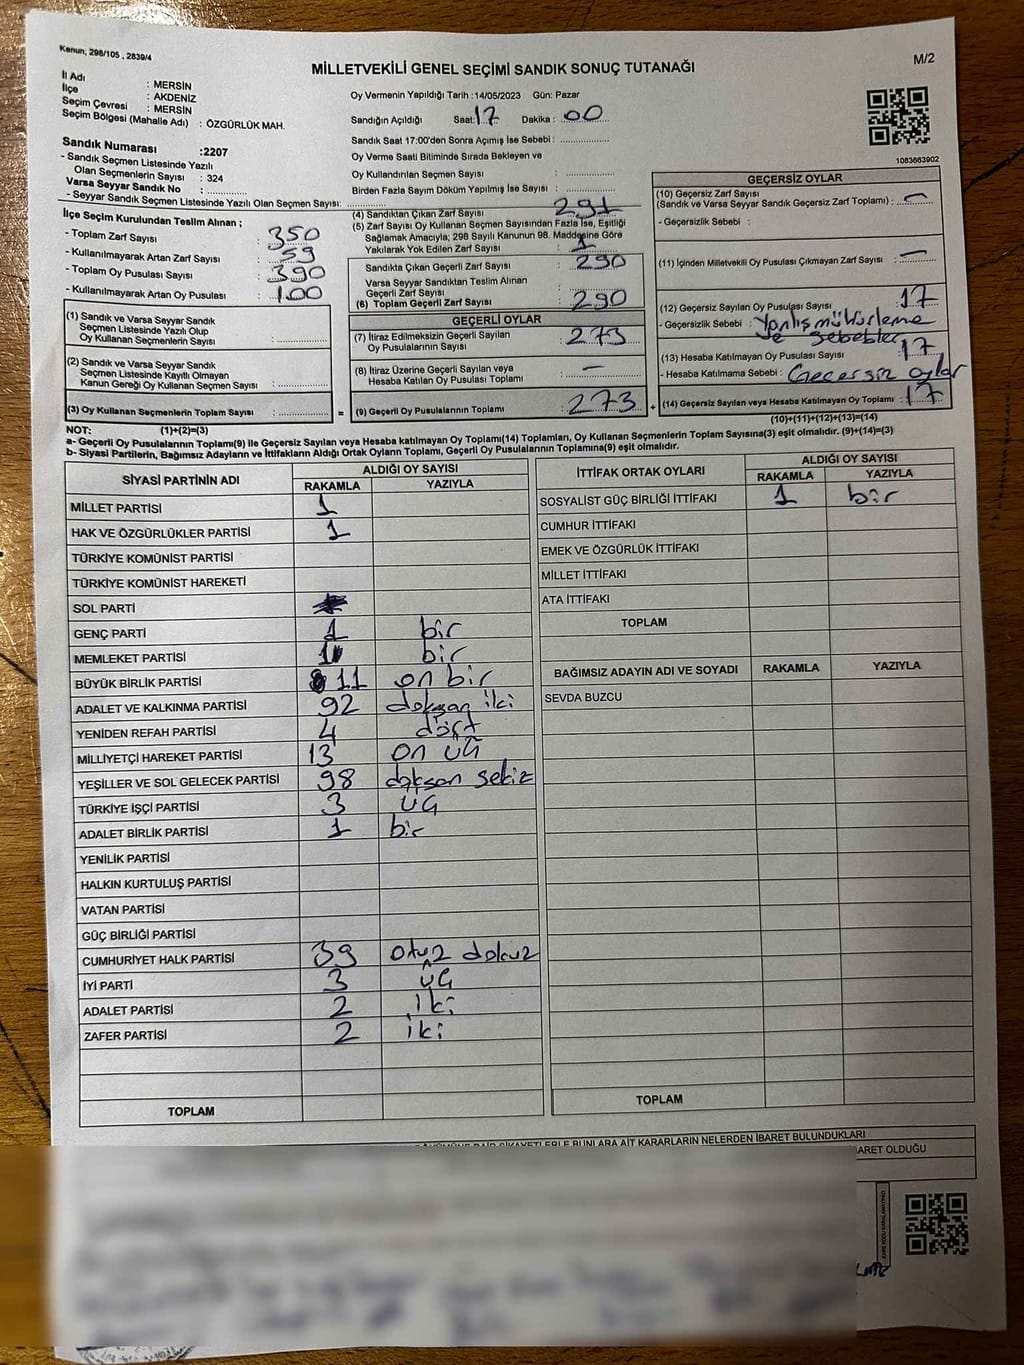 Kanun, 298/105 , 2839/4
M/2
MİLLETVEKİLİ GENEL SEÇİMİ SANDIK SONUÇ TUTANAĞI
İl Adı : MERSİN
İlçe : AKDENİZ
Seçim Çevresi : MERSİN
Seçim Bölgesi (Mahalle Adı) : ÖZGÜRLÜK MAH.
Sandık Numarası :2207
- Sandık Seçmen Listesinde Yazılı
Olan Seçmenlerin Sayısı : 324
Varsa Seyyar Sandık No :
- Seyyar Sandık Seçmen Listesinde Yazılı Olan Seçmen Sayısı:
Oy Vermenin Yapıldığı Tarih :14/05/2023 Gün: Pazar
Sandığın Açıldığı Saat: 17 Dakika : 00
Sandık Saat 17:00'den Sonra Açılmış İse Sebebi :
Oy Verme Saati Bitiminde Sırada Bekleyen ve
Oy Kullandırılan Seçmen Sayısı :
Birden Fazla Sayım Döküm Yapılmış İse Sayısı :
1083663902
İlçe Seçim Kurulundan Teslim Alınan ;
- Toplam Zarf Sayısı : 350
- Kullanılmayarak Artan Zarf Sayısı : 59
- Toplam Oy Pusulası Sayısı : 390
- Kullanılmayarak Artan Oy Pusulası : 100
(4) Sandıktan Çıkan Zarf Sayısı 291
(5) Zarf Sayısı Oy Kullanan Seçmen Sayısından Fazla İse, Eşitliği
Sağlamak Amacıyla; 298 Sayılı Kanunun 98. Maddesine Göre
Yakılarak Yok Edilen Zarf Sayısı : 1
Sandıkta Çıkan Geçerli Zarf Sayısı : 290
Varsa Seyyar Sandıktan Teslim Alınan
Geçerli Zarf Sayısı
(6) Toplam Geçerli Zarf Sayısı : 290
GEÇERSİZ OYLAR
(10) Geçersiz Zarf Sayısı
(Sandık ve Varsa Seyyar Sandık Geçersiz Zarf Toplamı) : —
- Geçersizlik Sebebi :
(11) İçinden Milletvekili Oy Pusulası Çıkmayan Zarf Sayısı : —
(12) Geçersiz Sayılan Oy Pusulası Sayısı : 17
- Geçersizlik Sebebi : Yanlış mühürleme
ve sebebler
(13) Hesaba Katılmayan Oy Pusulası Sayısı : 17
- Hesaba Katılmama Sebebi : Geçersiz oylar
(14) Geçersiz Sayılan veya Hesaba Katılmayan Oy Toplamı : 17
(10)+(11)+(12)+(13)=(14)
(1) Sandık ve Varsa Seyyar Sandık
Seçmen Listesinde Yazılı Olup
Oy Kullanan Seçmenlerin Sayısı :
(2) Sandık ve Varsa Seyyar Sandık
Seçmen Listesinde Kayıtlı Olmayan
Kanun Gereği Oy Kullanan Seçmen Sayısı :
(3) Oy Kullanan Seçmenlerin Toplam Sayısı :
GEÇERLİ OYLAR
(7) İtiraz Edilmeksizin Geçerli Sayılan
Oy Pusulalarının Sayısı : 273
(8) İtiraz Üzerine Geçerli Sayılan veya
Hesaba Katılan Oy Pusulası Toplamı : —
= (9) Geçerli Oy Pusulalarının Toplamı : 273 +
NOT: (1)+(2)=(3)
a- Geçerli Oy Pusulalarının Toplamı(9) ile Geçersiz Sayılan veya Hesaba katılmayan Oy Toplamı(14) Toplamları, Oy Kullanan Seçmenlerin Toplam Sayısına(3) eşit olmalıdır. (9)+(14)=(3)
b- Siyasi Partilerin, Bağımsız Adayların ve İttifakların Aldığı Ortak Oyların Toplamı, Geçerli Oy Pusulalarının Toplamına(9) eşit olmalıdır.
SİYASİ PARTİNİN ADI ALDIĞI OY SAYISI
RAKAMLA YAZIYLA
MİLLET PARTİSİ 1
HAK VE ÖZGÜRLÜKLER PARTİSİ 1
TÜRKİYE KOMÜNİST PARTİSİ
TÜRKİYE KOMÜNİST HAREKETİ
SOL PARTİ
GENÇ PARTİ 1 bir
MEMLEKET PARTİSİ 1 bir
BÜYÜK BİRLİK PARTİSİ 11 on bir
ADALET VE KALKINMA PARTİSİ 92 doksan iki
YENİDEN REFAH PARTİSİ 4 dört
MİLLİYETÇİ HAREKET PARTİSİ 13 on üç
YEŞİLLER VE SOL GELECEK PARTİSİ 98 doksan sekiz
TÜRKİYE İŞÇİ PARTİSİ 3 üç
ADALET BİRLİK PARTİSİ 1 bir
YENİLİK PARTİSİ
HALKIN KURTULUŞ PARTİSİ
VATAN PARTİSİ
GÜÇ BİRLİĞİ PARTİSİ
CUMHURİYET HALK PARTİSİ 39 otuz dokuz
İYİ PARTİ 3 üç
ADALET PARTİSİ 2 iki
ZAFER PARTİSİ 2 iki
TOPLAM
İTTİFAK ORTAK OYLARI ALDIĞI OY SAYISI
RAKAMLA YAZIYLA
SOSYALİST GÜÇ BİRLİĞİ İTTİFAKI 1 bir
CUMHUR İTTİFAKI
EMEK VE ÖZGÜRLÜK İTTİFAKI
MİLLET İTTİFAKI
ATA İTTİFAKI
TOPLAM
BAĞIMSIZ ADAYIN ADI VE SOYADI RAKAMLA YAZIYLA
SEVDA BUZCU
TOPLAM
ŞİKAYETLERLE BUNLARA AİT KARARLARIN NELERDEN İBARET BULUNDUKLARI
BARET OLDUĞU